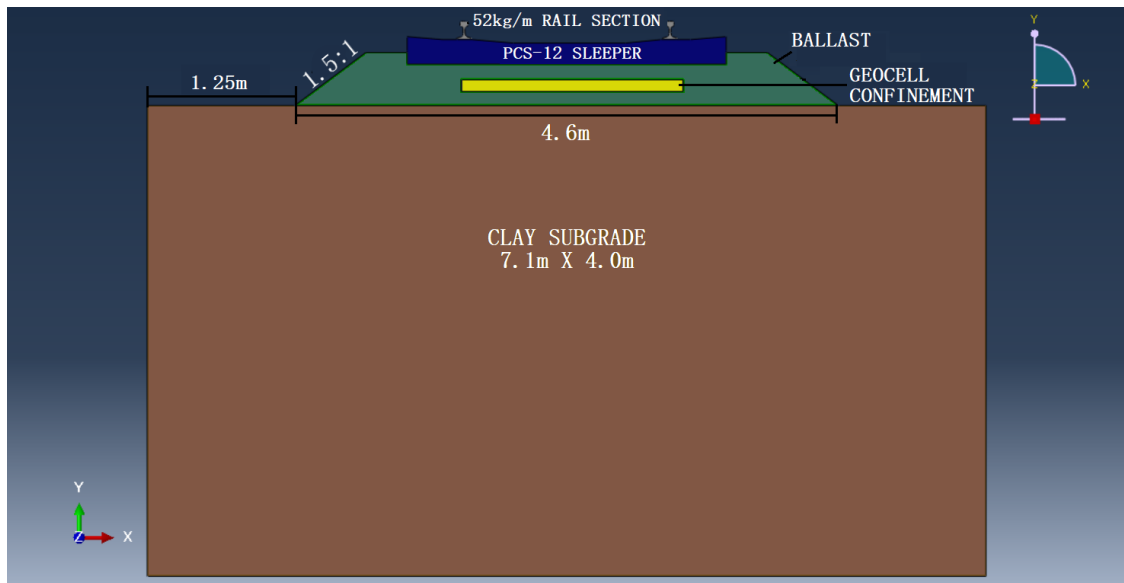 52kg/m RAIL SECTION
PCS-12 SLEEPER
BALLAST
1.5:1
GEOCELL
CONFINEMENT
1.25m
4.6m
CLAY SUBGRADE
7.1m X 4.0m
Y
Z
X
Y
Z
X